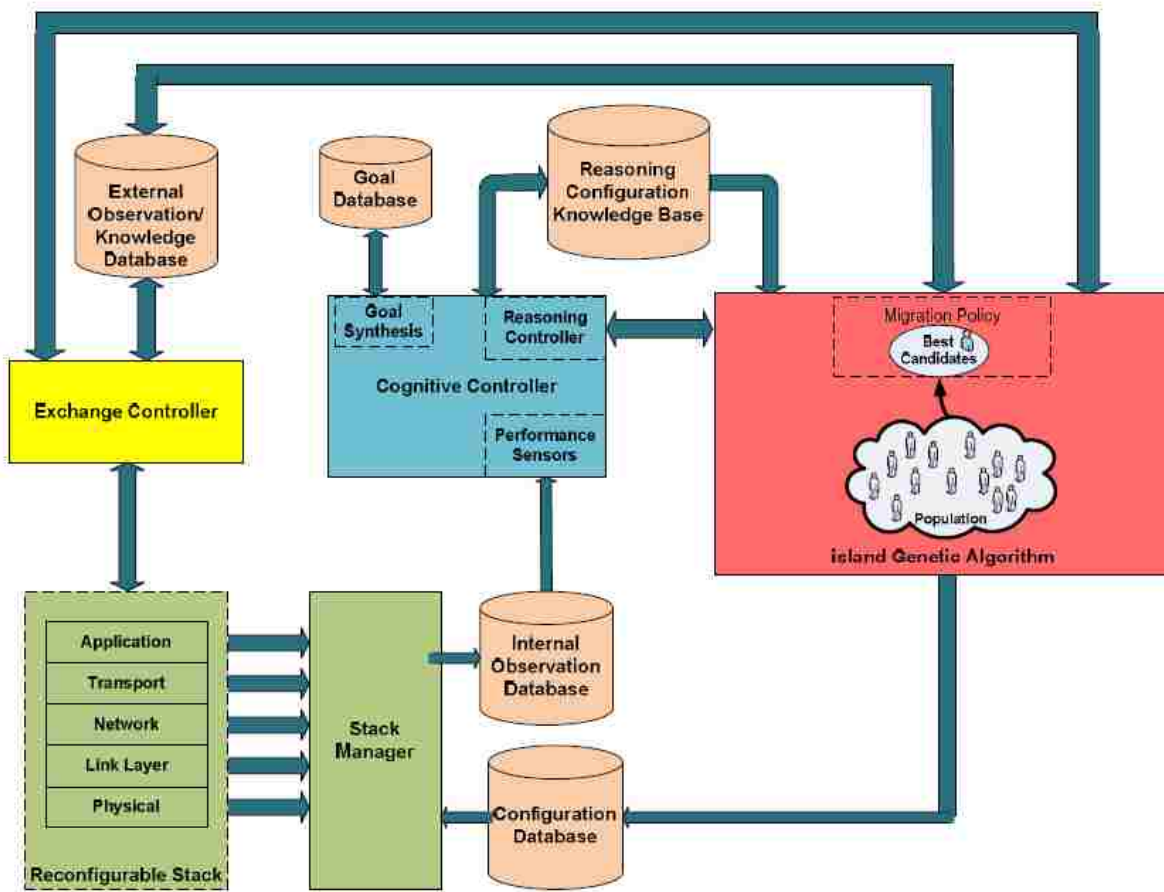 External
Observation/
Knowledge
Database
Goal
Database
Reasoning
Configuration
Knowledge Base
Goal
Synthesis
Reasoning
Controller
Cognitive Controller
Performance
Sensors
Migration Policy
Best
Candidates
Population
island Genetic Algorithm
Exchange Controller
Application
Transport
Network
Link Layer
Physical
Reconfigurable Stack
Stack
Manager
Internal
Observation
Database
Configuration
Database